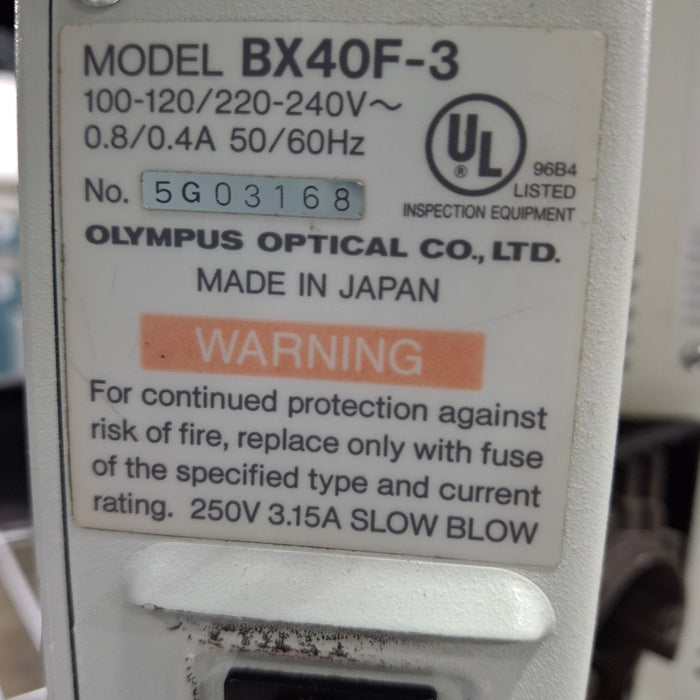 MODEL BX40F-3
100-120/220-240V～
0.8/0.4A 50/60Hz
UL ®
96B4
LISTED
INSPECTION EQUIPMENT
No. 5G03168
OLYMPUS OPTICAL CO., LTD.
MADE IN JAPAN
WARNING
For continued protection against
risk of fire, replace only with fuse
of the specified type and current
rating. 250V 3.15A SLOW BLOW